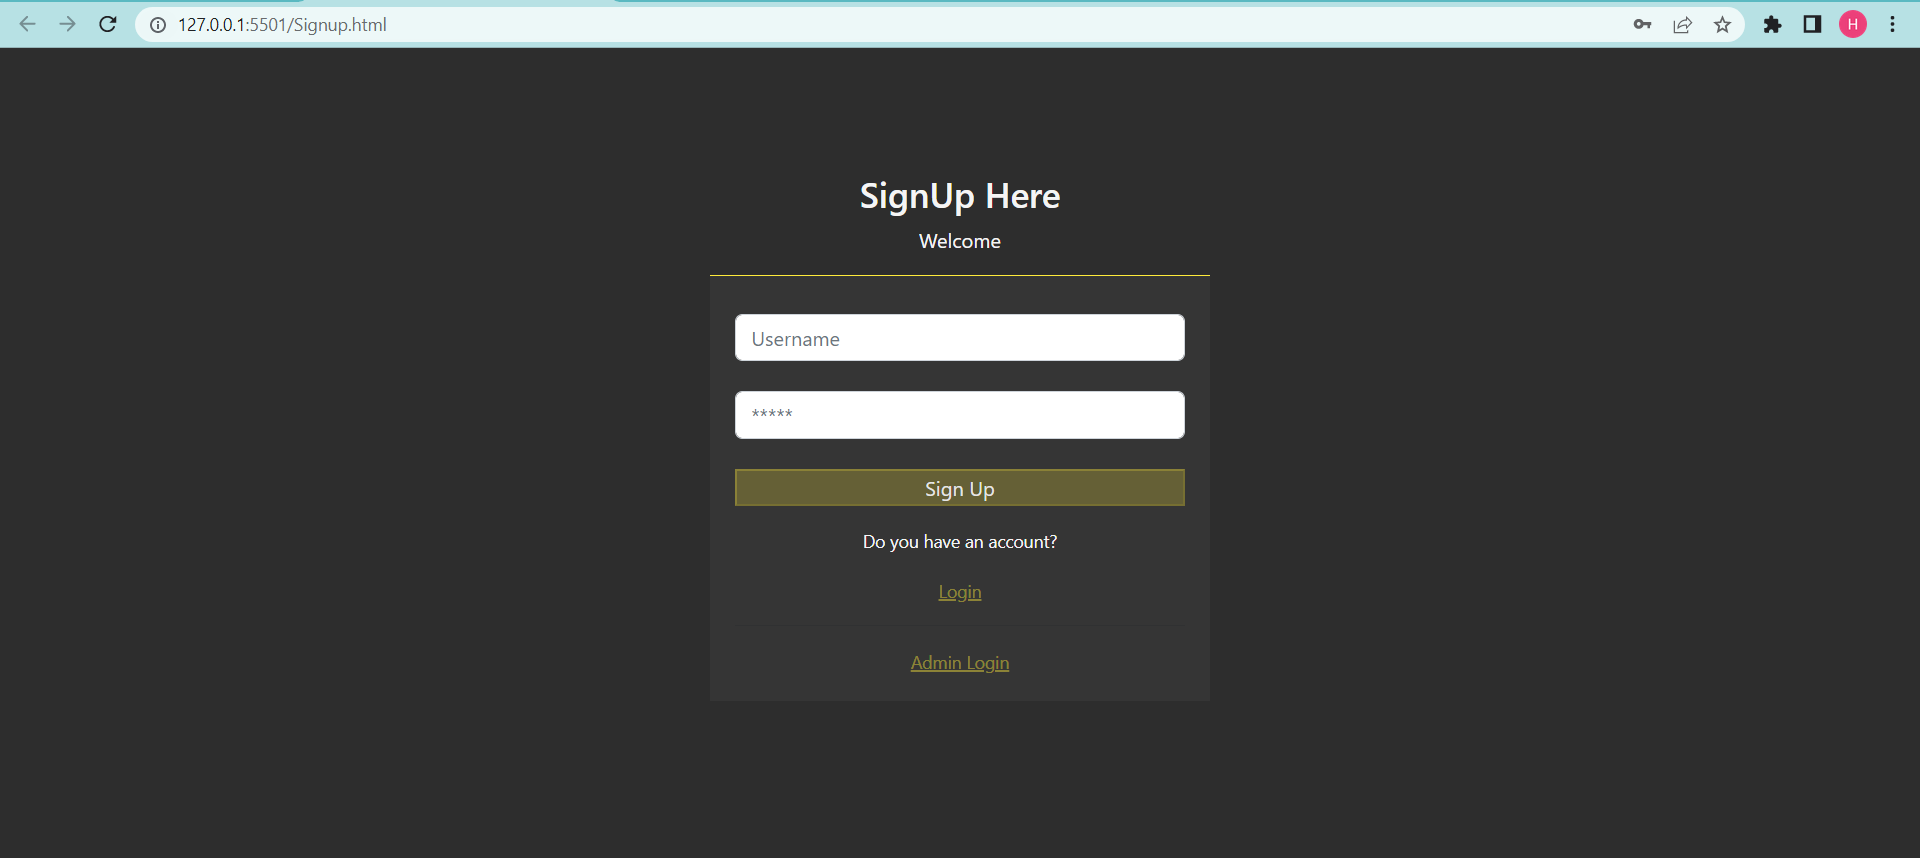 127.0.0.1:5501/Signup.html
H
SignUp Here
Welcome
Username
*****
Sign Up
Do you have an account?
Login
Admin Login